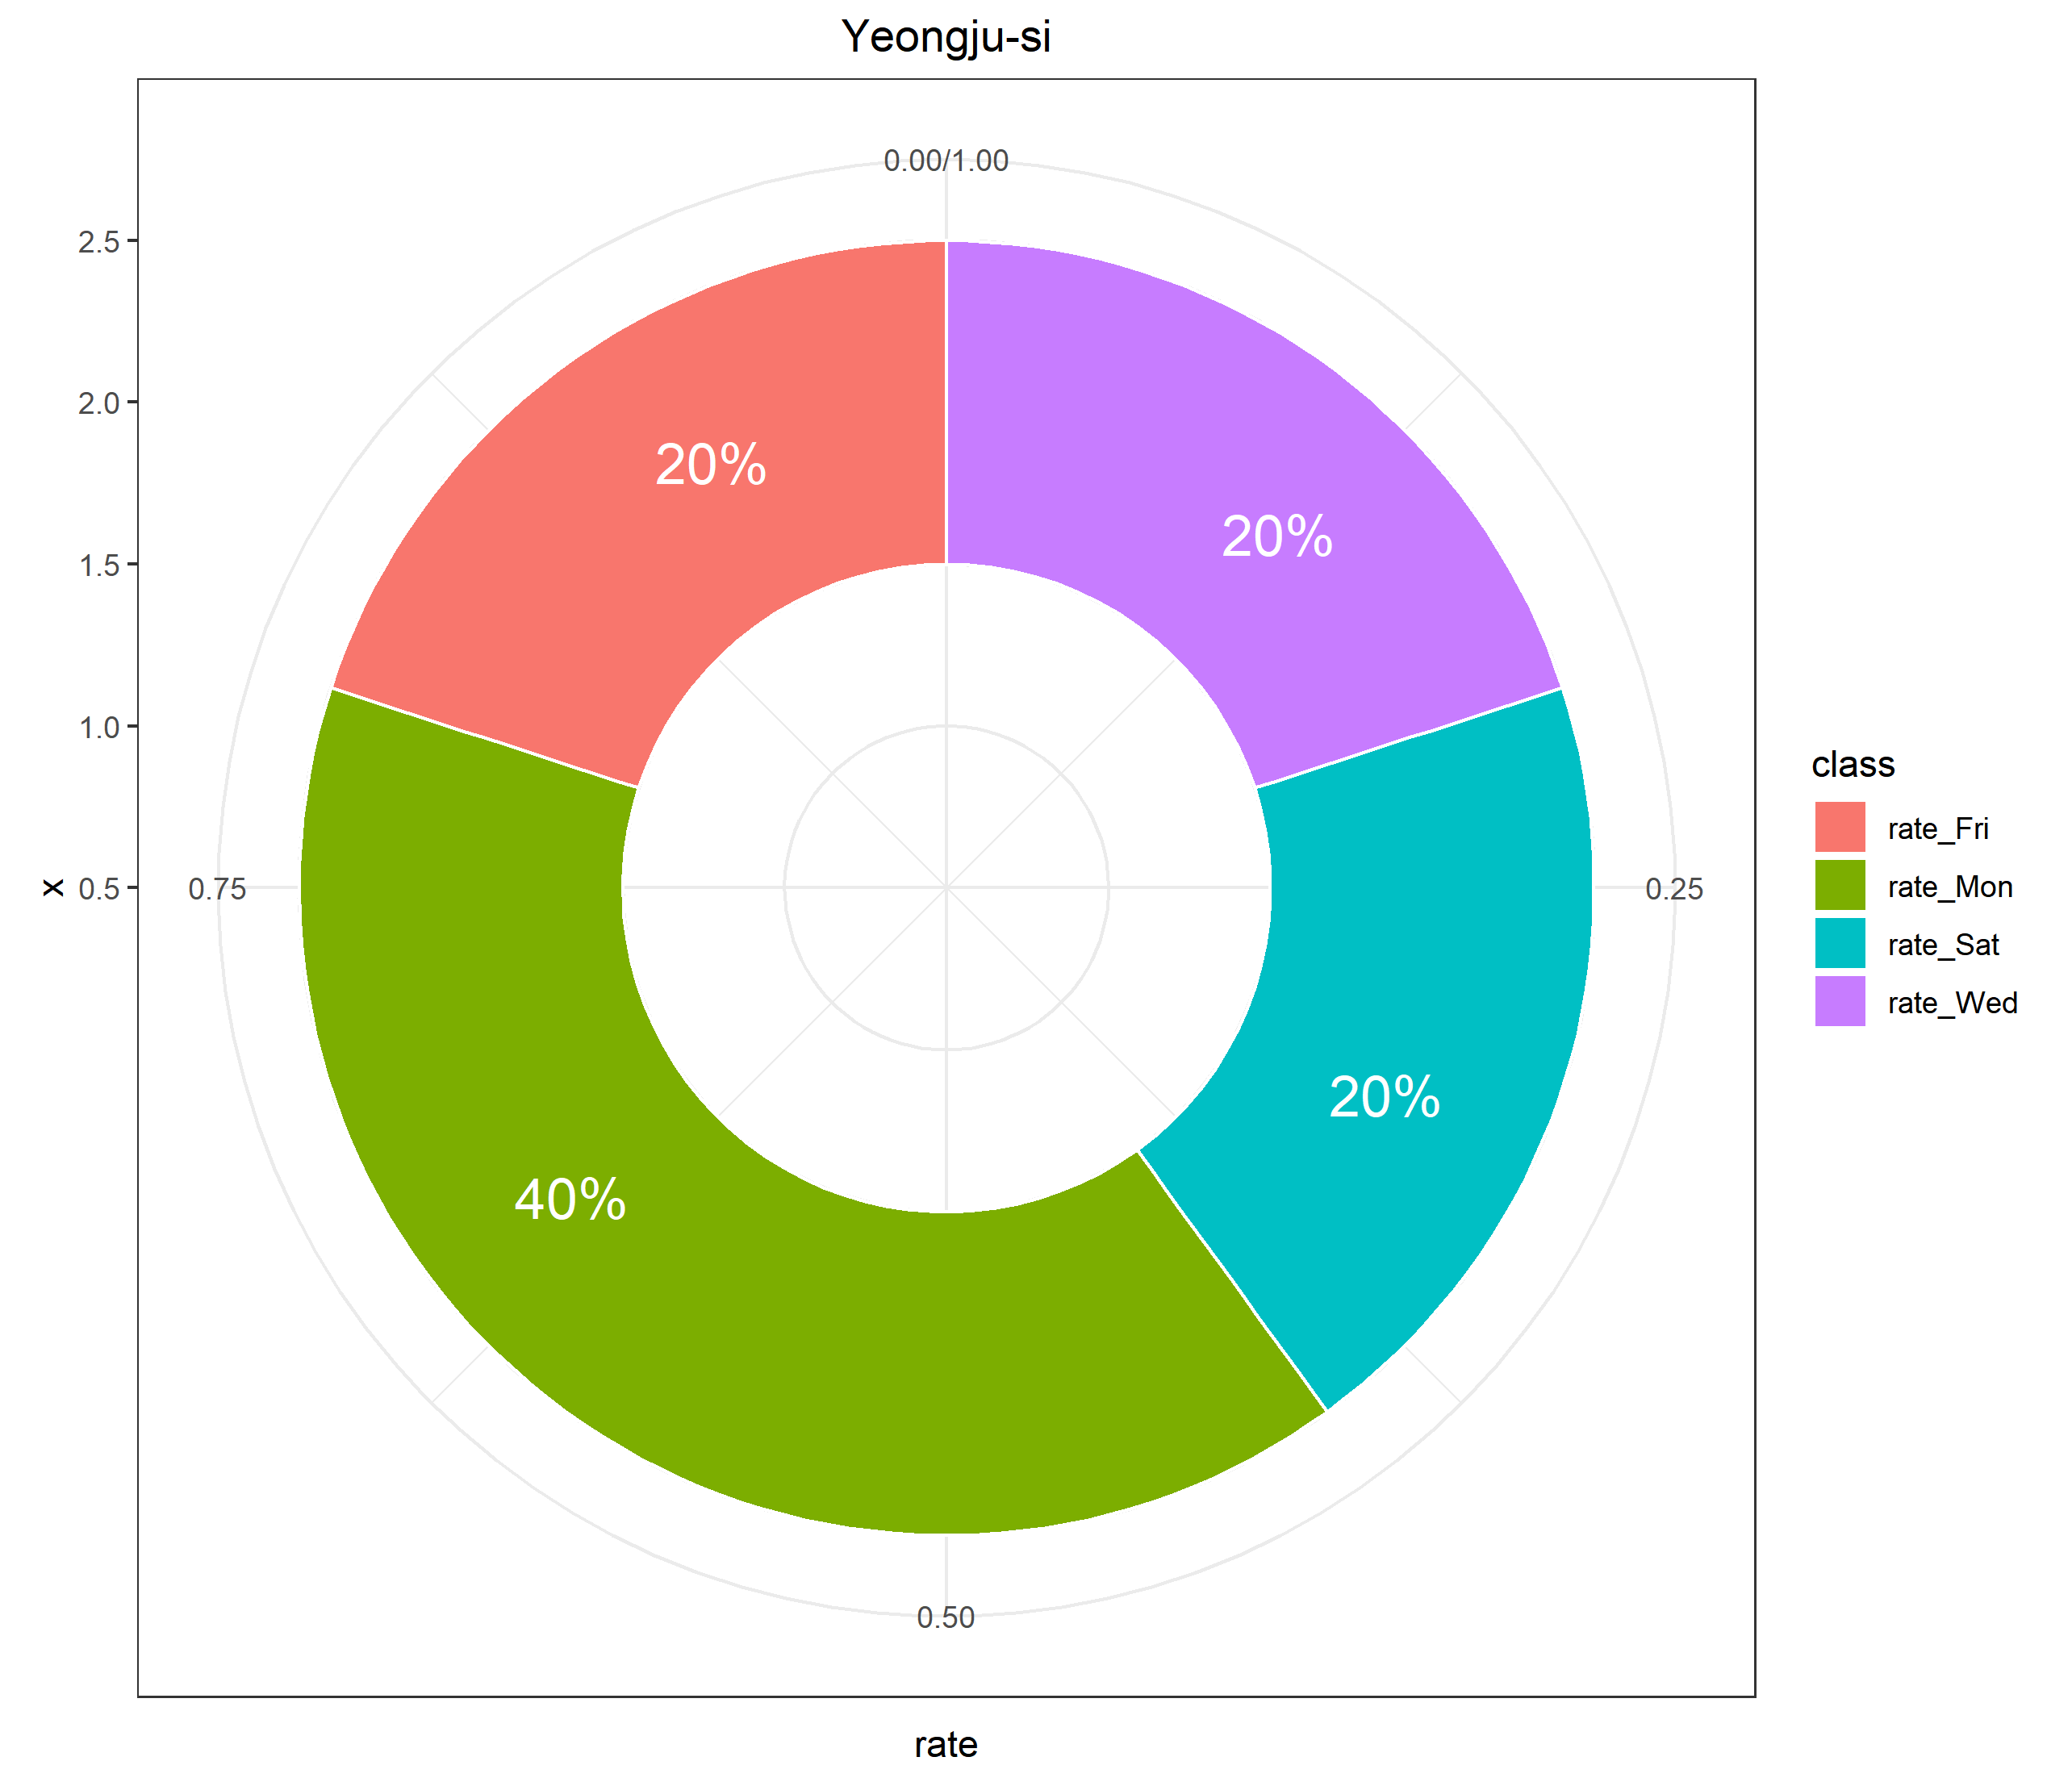 Yeongju-si
0.00/1.00
2.5
2.0
20%
20%
1.5
1.0
class
rate_Fri
x
0.5
0.75
0.25
rate_Mon
rate_Sat
rate_Wed
20%
40%
0.50
rate